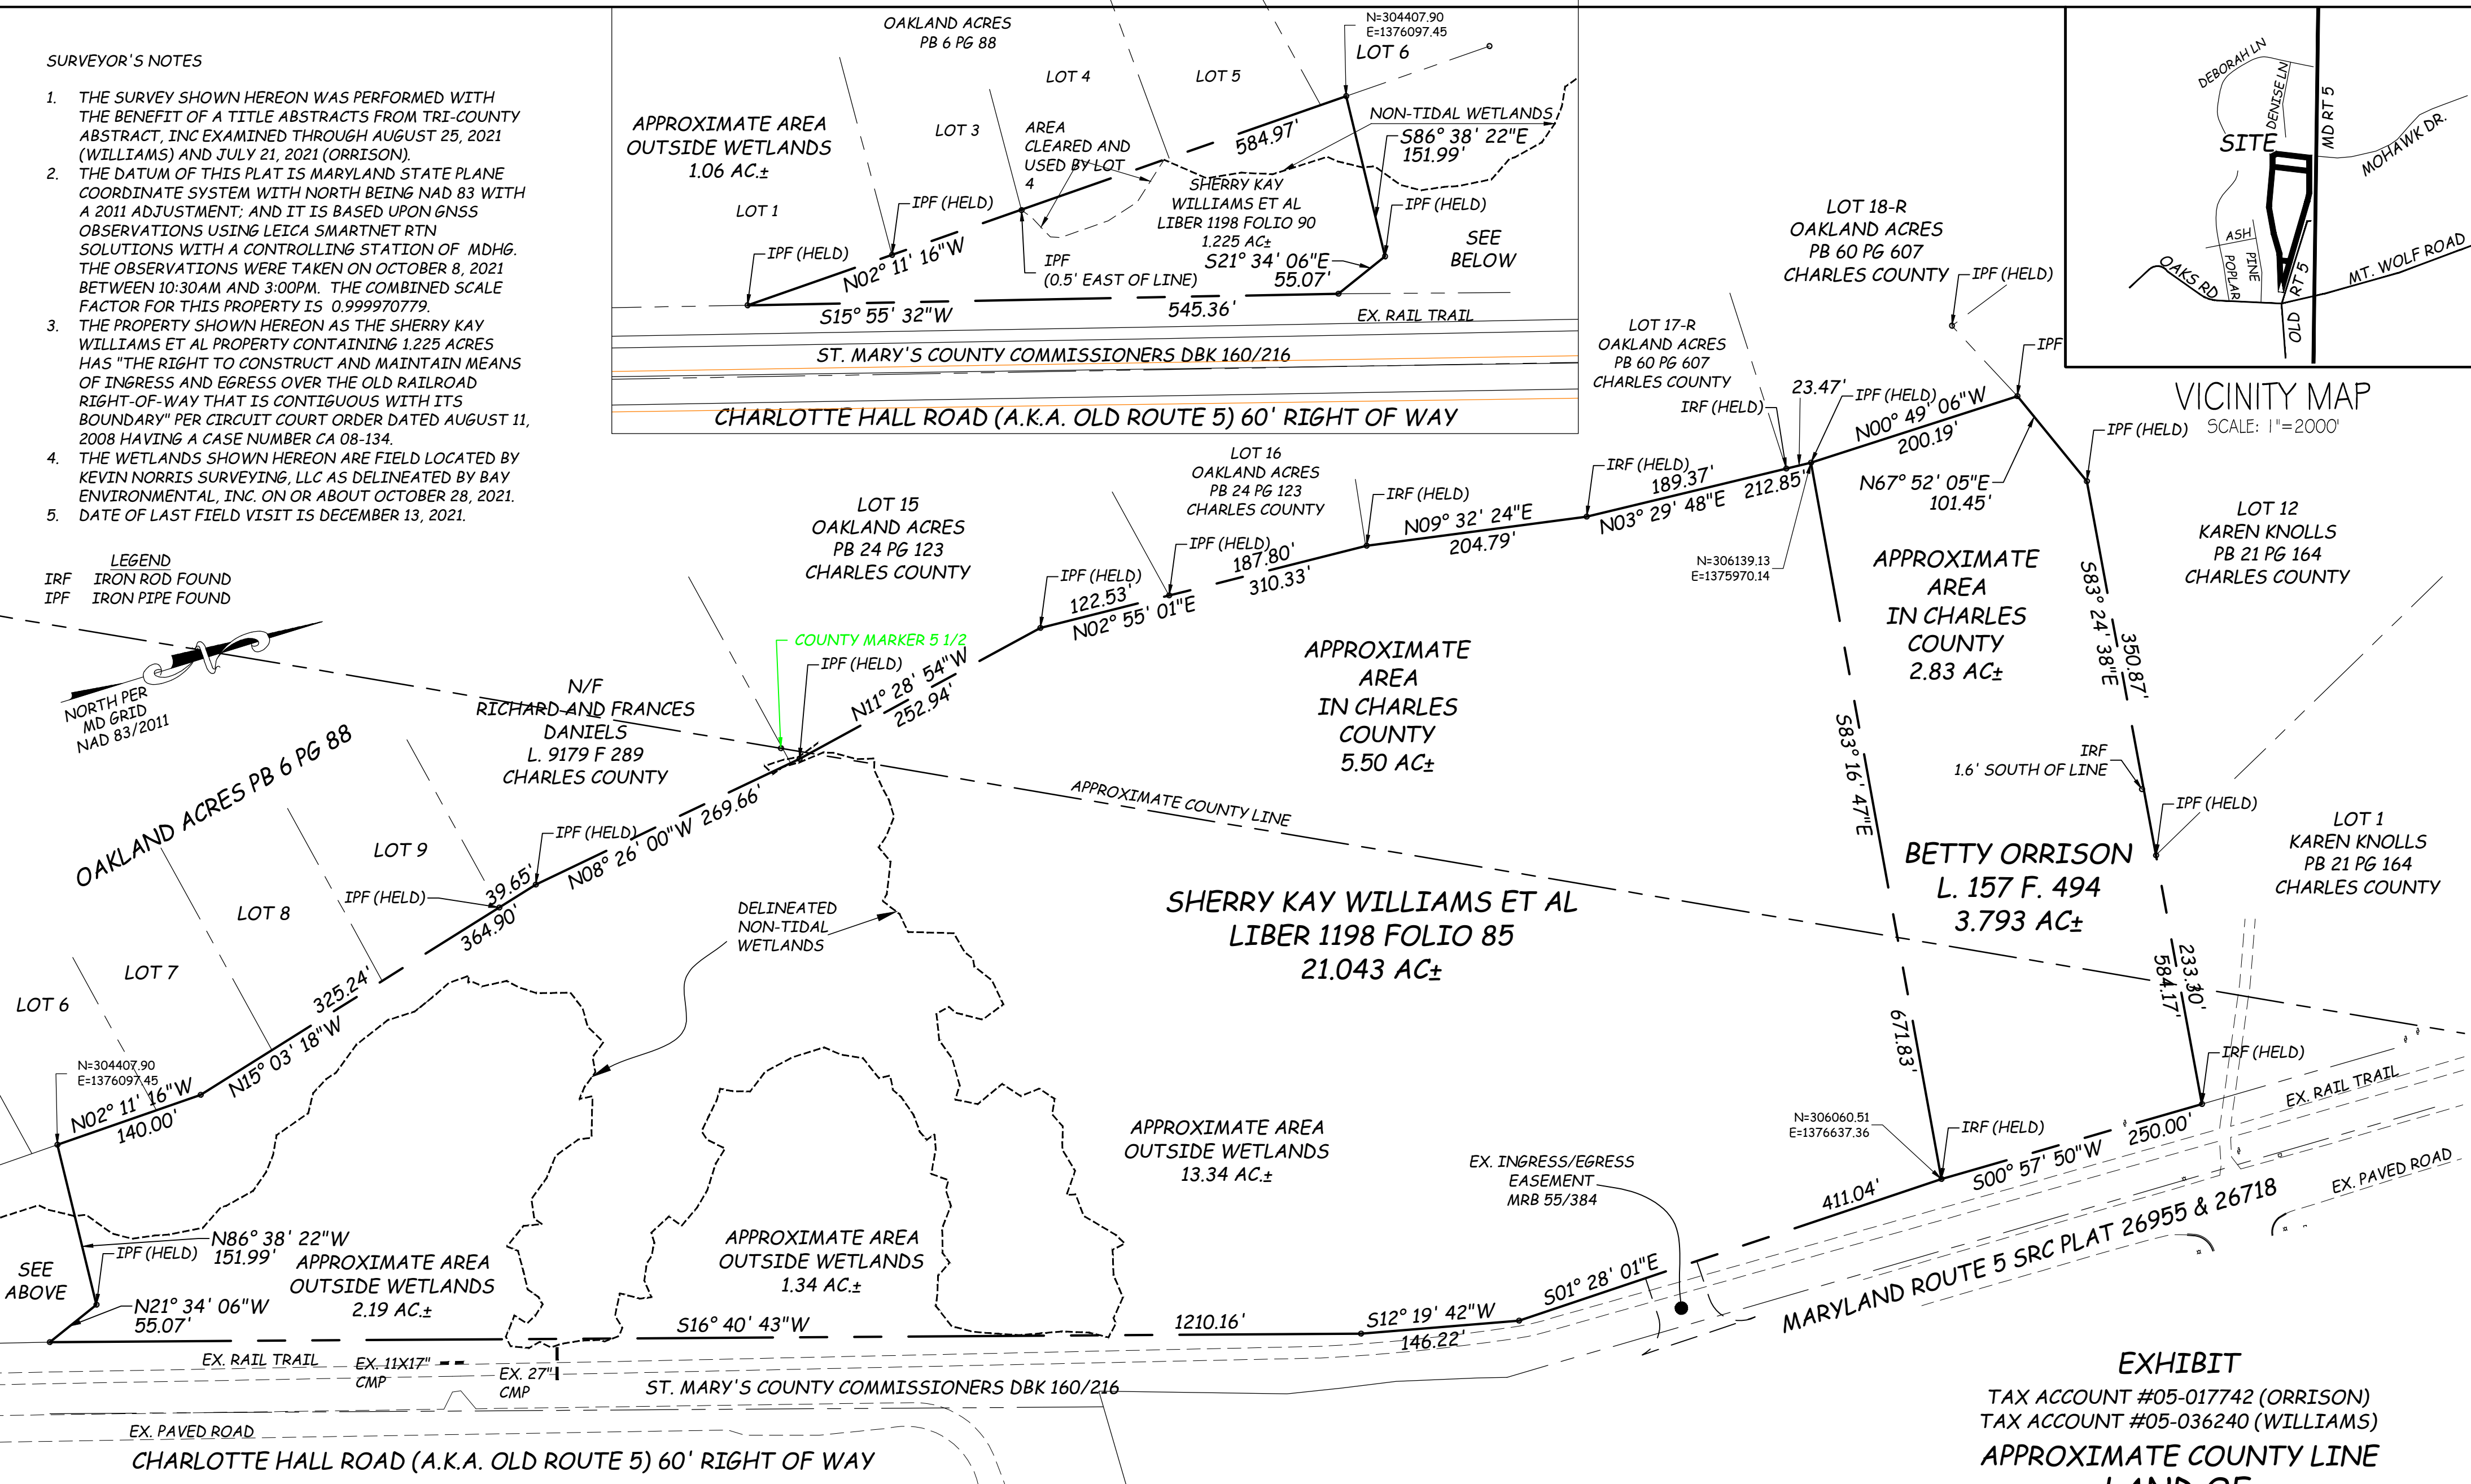 SURVEYOR'S NOTES
1. THE SURVEY SHOWN HEREON WAS PERFORMED WITH
THE BENEFIT OF A TITLE ABSTRACTS FROM TRI-COUNTY
ABSTRACT, INC EXAMINED THROUGH AUGUST 25, 2021
(WILLIAMS) AND JULY 21, 2021 (ORRISON).
2. THE DATUM OF THIS PLAT IS MARYLAND STATE PLANE
COORDINATE SYSTEM WITH NORTH BEING NAD 83 WITH
A 2011 ADJUSTMENT; AND IT IS BASED UPON GNSS
OBSERVATIONS USING LEICA SMARTNET RTN
SOLUTIONS WITH A CONTROLLING STATION OF MDHG.
THE OBSERVATIONS WERE TAKEN ON OCTOBER 8, 2021
BETWEEN 10:30AM AND 3:00PM. THE COMBINED SCALE
FACTOR FOR THIS PROPERTY IS 0.999970779.
3. THE PROPERTY SHOWN HEREON AS THE SHERRY KAY
WILLIAMS ET AL PROPERTY CONTAINING 1.225 ACRES
HAS "THE RIGHT TO CONSTRUCT AND MAINTAIN MEANS
OF INGRESS AND EGRESS OVER THE OLD RAILROAD
RIGHT-OF-WAY THAT IS CONTIGUOUS WITH ITS
BOUNDARY" PER CIRCUIT COURT ORDER DATED AUGUST 11,
2008 HAVING A CASE NUMBER CA 08-134.
4. THE WETLANDS SHOWN HEREON ARE FIELD LOCATED BY
KEVIN NORRIS SURVEYING, LLC AS DELINEATED BY BAY
ENVIRONMENTAL, INC. ON OR ABOUT OCTOBER 28, 2021.
5. DATE OF LAST FIELD VISIT IS DECEMBER 13, 2021.
LEGEND
IRF IRON ROD FOUND
IPF IRON PIPE FOUND
NORTH PER
MD GRID
NAD 83/2011
OAKLAND ACRES
PB 6 PG 88
N=304407.90
E=1376097.45
LOT 6
LOT 4
LOT 5
LOT 3
APPROXIMATE AREA
OUTSIDE WETLANDS
1.06 AC.±
AREA
CLEARED AND
USED BY LOT
4
584.97'
NON-TIDAL WETLANDS
S86° 38' 22"E
151.99'
SHERRY KAY
WILLIAMS ET AL
LIBER 1198 FOLIO 90
1.225 AC±
IPF (HELD)
LOT 1
IPF (HELD)
IPF (HELD)
N02° 11' 16"W
IPF
(0.5' EAST OF LINE)
S21° 34' 06"E
55.07'
SEE
BELOW
S15° 55' 32"W
545.36'
EX. RAIL TRAIL
ST. MARY'S COUNTY COMMISSIONERS DBK 160/216
CHARLOTTE HALL ROAD (A.K.A. OLD ROUTE 5) 60' RIGHT OF WAY
DEBORAH LN
DENISE LN
MD RT 5
SITE
MOHAWK DR.
ASH
PINE
POPLAR
OAKS RD
OLD RT 5
MT. WOLF ROAD
VICINITY MAP
SCALE: 1"=2000'
LOT 18-R
OAKLAND ACRES
PB 60 PG 607
CHARLES COUNTY
IPF (HELD)
LOT 17-R
OAKLAND ACRES
PB 60 PG 607
CHARLES COUNTY
23.47'
IPF
IRF (HELD)
IPF (HELD)
N00° 49' 06"W
200.19'
IPF (HELD)
N67° 52' 05"E
101.45'
LOT 16
OAKLAND ACRES
PB 24 PG 123
CHARLES COUNTY
IRF (HELD)
189.37'
212.85'
N03° 29' 48"E
IRF (HELD)
N09° 32' 24"E
204.79'
LOT 15
OAKLAND ACRES
PB 24 PG 123
CHARLES COUNTY
IPF (HELD)
187.80'
310.33'
IPF (HELD)
122.53'
N02° 55' 01"E
N=306139.13
E=1375970.14
APPROXIMATE
AREA
IN CHARLES
COUNTY
2.83 AC±
LOT 12
KAREN KNOLLS
PB 21 PG 164
CHARLES COUNTY
S83° 24' 38"E
350.87'
COUNTY MARKER 5 1/2
IPF (HELD)
N11° 28' 54"W
252.94'
APPROXIMATE
AREA
IN CHARLES
COUNTY
5.50 AC±
N/F
RICHARD AND FRANCES
DANIELS
L. 9179 F 289
CHARLES COUNTY
OAKLAND ACRES PB 6 PG 88
APPROXIMATE COUNTY LINE
S83° 16' 47"E
IRF
1.6' SOUTH OF LINE
IPF (HELD)
LOT 1
KAREN KNOLLS
PB 21 PG 164
CHARLES COUNTY
BETTY ORRISON
L. 157 F. 494
3.793 AC±
LOT 9
IPF (HELD)
N08° 26' 00"W
269.66'
39.65'
IPF (HELD)
364.90'
LOT 8
LOT 7
LOT 6
325.24'
N15° 03' 18"W
DELINEATED
NON-TIDAL
WETLANDS
SHERRY KAY WILLIAMS ET AL
LIBER 1198 FOLIO 85
21.043 AC±
233.30'
584.17'
671.83'
IRF (HELD)
EX. RAIL TRAIL
N=304407.90
E=1376097.45
N02° 11' 16"W
140.00'
N=306060.51
E=1376637.36
IRF (HELD)
S00° 57' 50"W
250.00'
411.04'
EX. PAVED ROAD
APPROXIMATE AREA
OUTSIDE WETLANDS
13.34 AC.±
EX. INGRESS/EGRESS
EASEMENT
MRB 55/384
MARYLAND ROUTE 5 SRC PLAT 26955 & 26718
N86° 38' 22"W
151.99'
IPF (HELD)
SEE
ABOVE
N21° 34' 06"W
55.07'
APPROXIMATE AREA
OUTSIDE WETLANDS
2.19 AC.±
APPROXIMATE AREA
OUTSIDE WETLANDS
1.34 AC.±
S16° 40' 43"W
1210.16'
S12° 19' 42"W
146.22'
S01° 28' 01"E
EX. RAIL TRAIL
EX. 11X17"
CMP
EX. 27"
CMP
ST. MARY'S COUNTY COMMISSIONERS DBK 160/216
EX. PAVED ROAD
CHARLOTTE HALL ROAD (A.K.A. OLD ROUTE 5) 60' RIGHT OF WAY
EXHIBIT
TAX ACCOUNT #05-017742 (ORRISON)
TAX ACCOUNT #05-036240 (WILLIAMS)
APPROXIMATE COUNTY LINE
LAND OF